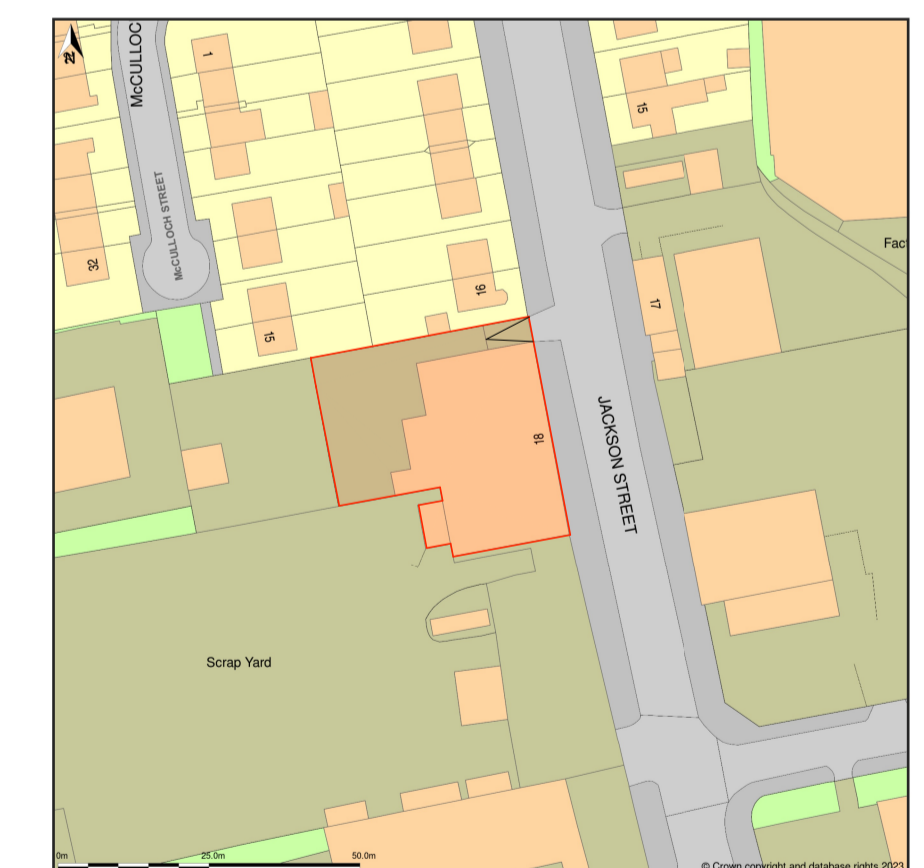 McCULLOC
1
15
McCULLOCH STREET
32
16
15
17
Fact
18
JACKSON STREET
Scrap Yard
0m
25.0m
50.0m
© Crown copyright and database rights 2023